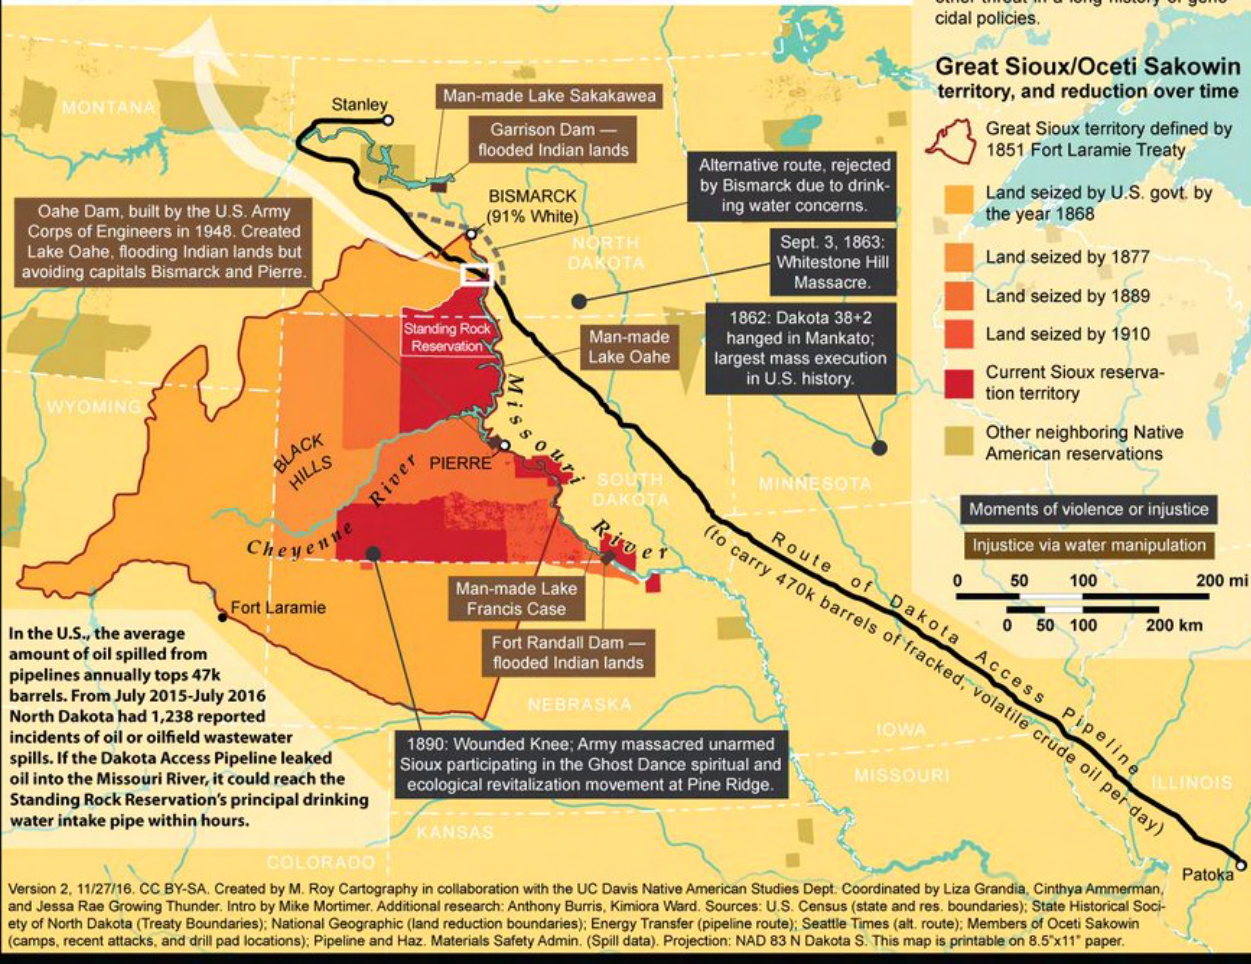 other threat in a long history of geno-
cidal policies.
Great Sioux/Oceti Sakowin
territory, and reduction over time
Great Sioux territory defined by
1851 Fort Laramie Treaty
Land seized by U.S. govt. by
the year 1868
Land seized by 1877
Land seized by 1889
Land seized by 1910
Current Sioux reserva-
tion territory
Other neighboring Native
American reservations
Moments of violence or injustice
Injustice via water manipulation
0 50 100 200 mi
0 50 100 200 km
MONTANA
Stanley
Man-made Lake Sakakawea
Garrison Dam —
flooded Indian lands
Alternative route, rejected
by Bismarck due to drink-
ing water concerns.
BISMARCK
(91% White)
Oahe Dam, built by the U.S. Army
Corps of Engineers in 1948. Created
Lake Oahe, flooding Indian lands but
avoiding capitals Bismarck and Pierre.
NORTH
DAKOTA
Sept. 3, 1863:
Whitestone Hill
Massacre.
1862: Dakota 38+2
hanged in Mankato;
largest mass execution
in U.S. history.
Standing Rock
Reservation
Man-made
Lake Oahe
WYOMING
Missouri
River
BLACK
HILLS
PIERRE
Cheyenne River
SOUTH
DAKOTA
MINNESOTA
Route of Dakota Access Pipeline
(to carry 470k barrels of fracked, volatile crude oil per day)
Man-made Lake
Francis Case
Fort Randall Dam —
flooded Indian lands
Fort Laramie
In the U.S., the average
amount of oil spilled from
pipelines annually tops 47k
barrels. From July 2015-July 2016
North Dakota had 1,238 reported
incidents of oil or oilfield wastewater
spills. If the Dakota Access Pipeline leaked
oil into the Missouri River, it could reach the
Standing Rock Reservation's principal drinking
water intake pipe within hours.
NEBRASKA
1890: Wounded Knee; Army massacred unarmed
Sioux participating in the Ghost Dance spiritual and
ecological revitalization movement at Pine Ridge.
IOWA
MISSOURI
ILLINOIS
KANSAS
COLORADO
Patoka
Version 2, 11/27/16. CC BY-SA. Created by M. Roy Cartography in collaboration with the UC Davis Native American Studies Dept. Coordinated by Liza Grandia, Cinthya Ammerman,
and Jessa Rae Growing Thunder. Intro by Mike Mortimer. Additional research: Anthony Burris, Kimiora Ward. Sources: U.S. Census (state and res. boundaries); State Historical Soci-
ety of North Dakota (Treaty Boundaries); National Geographic (land reduction boundaries); Energy Transfer (pipeline route); Seattle Times (alt. route); Members of Oceti Sakowin
(camps, recent attacks, and drill pad locations); Pipeline and Haz. Materials Safety Admin. (Spill data). Projection: NAD 83 N Dakota S. This map is printable on 8.5"x11" paper.